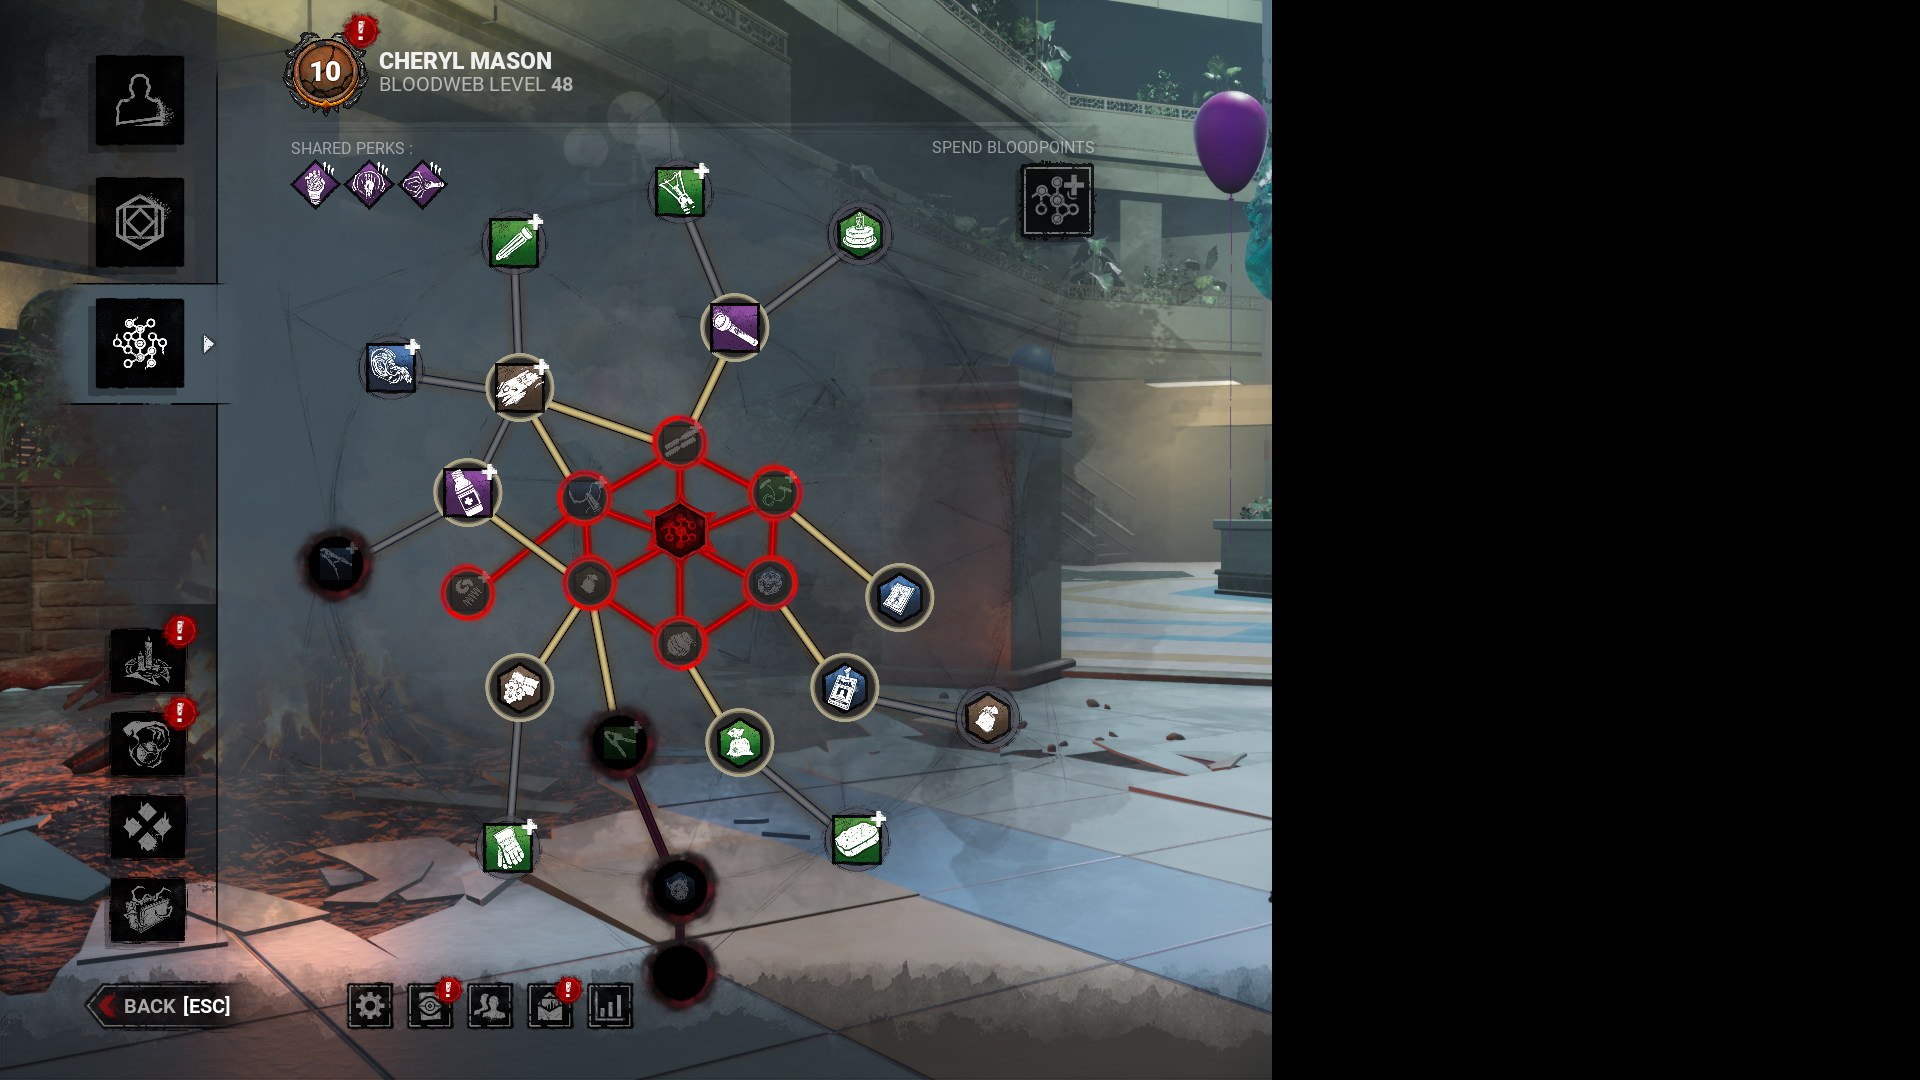 10
CHERYL MASON
BLOODWEB LEVEL 48
SHARED PERKS :
SPEND BLOODPOINTS
BACK [ESC]